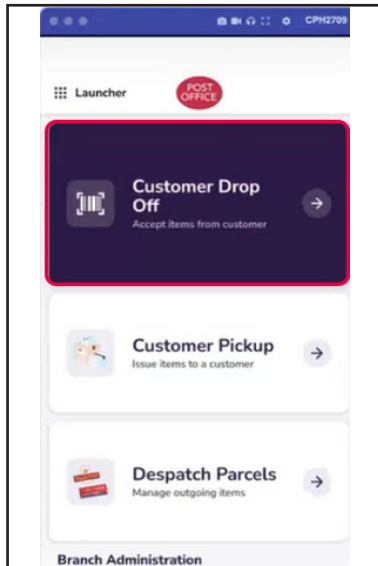 CPH2709
Launcher
POST
OFFICE
Customer Drop
Off
Accept items from customer
Customer Pickup
Issue items to a customer
Despatch Parcels
Manage outgoing items
Branch Administration